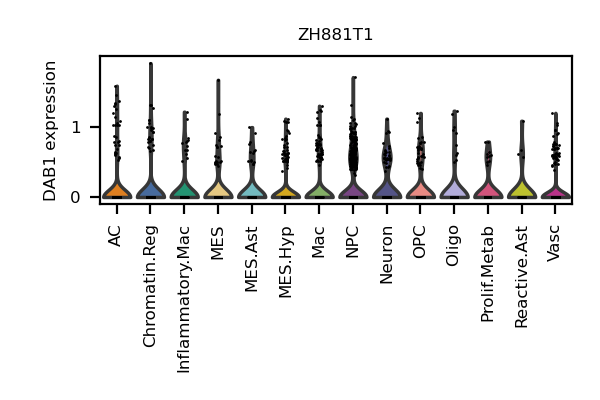 ZH881T1
DAB1 expression
1
0
AC
Chromatin.Reg
Inflammatory.Mac
MES
MES.Ast
MES.Hyp
Mac
NPC
Neuron
OPC
Oligo
Prolif.Metab
Reactive.Ast
Vasc